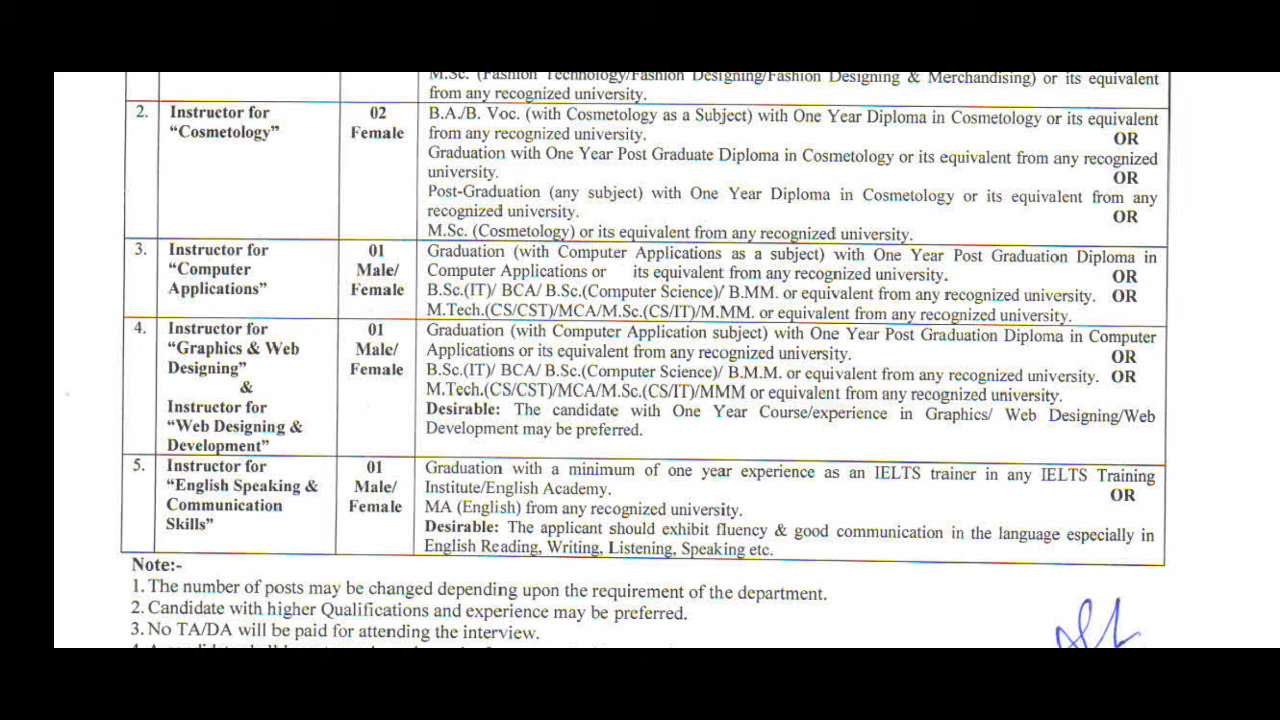 M.Sc. (Fashion Technology/Fashion Designing/Fashion Designing & Merchandising) or its equivalent
from any recognized university.
2. Instructor for “Cosmetology”
02 Female
B.A./B. Voc. (with Cosmetology as a Subject) with One Year Diploma in Cosmetology or its equivalent
from any recognized university. OR
Graduation with One Year Post Graduate Diploma in Cosmetology or its equivalent from any recognized
university. OR
Post-Graduation (any subject) with One Year Diploma in Cosmetology or its equivalent from any
recognized university. OR
M.Sc. (Cosmetology) or its equivalent from any recognized university.
3. Instructor for
“Computer
Applications”
01
Male/
Female
Graduation (with Computer Applications as a subject) with One Year Post Graduation Diploma in
Computer Applications or its equivalent from any recognized university. OR
B.Sc.(IT)/ BCA/ B.Sc.(Computer Science)/ B.MM. or equivalent from any recognized university. OR
M.Tech.(CS/CST)/MCA/M.Sc.(CS/IT)/M.MM. or equivalent from any recognized university.
4. Instructor for
“Graphics & Web
Designing”
&
Instructor for
“Web Designing &
Development”
01
Male/
Female
Graduation (with Computer Application subject) with One Year Post Graduation Diploma in Computer
Applications or its equivalent from any recognized university. OR
B.Sc.(IT)/ BCA/ B.Sc.(Computer Science)/ B.M.M. or equivalent from any recognized university. OR
M.Tech.(CS/CST)/MCA/M.Sc.(CS/IT)/MMM or equivalent from any recognized university.
Desirable: The candidate with One Year Course/experience in Graphics/ Web Designing/Web
Development may be preferred.
5. Instructor for
“English Speaking &
Communication
Skills”
01
Male/
Female
Graduation with a minimum of one year experience as an IELTS trainer in any IELTS Training
Institute/English Academy. OR
MA (English) from any recognized university.
Desirable: The applicant should exhibit fluency & good communication in the language especially in
English Reading, Writing, Listening, Speaking etc.
Note:-
1. The number of posts may be changed depending upon the requirement of the department.
2. Candidate with higher Qualifications and experience may be preferred.
3. No TA/DA will be paid for attending the interview.